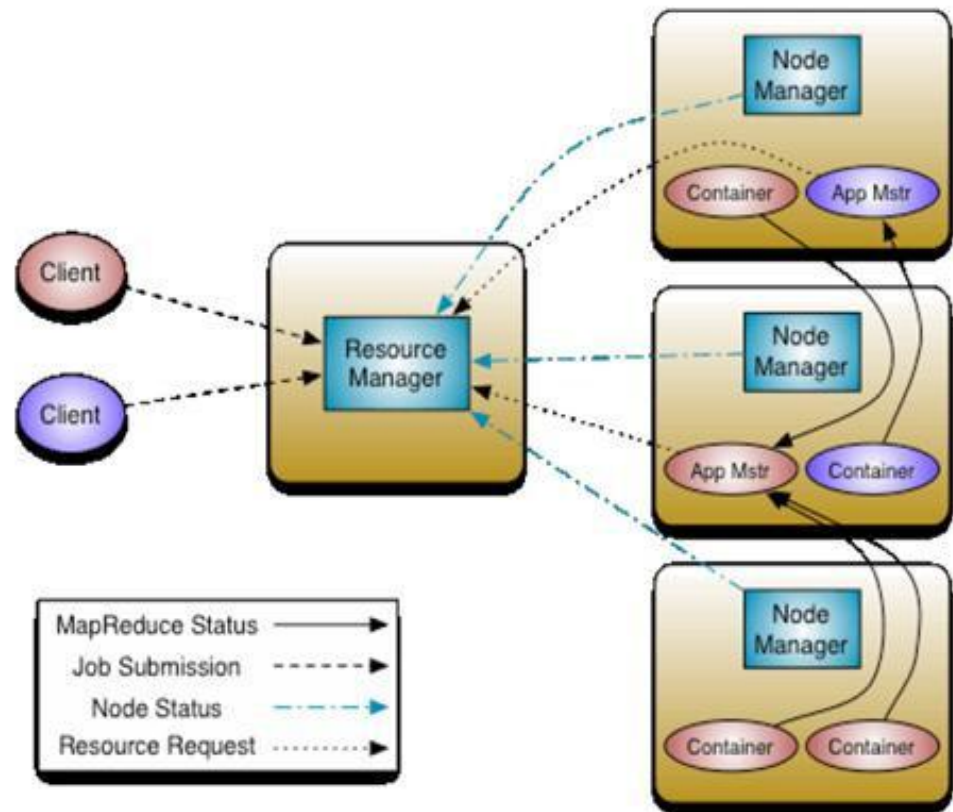 Client
Client
Resource
Manager
Node
Manager
Container
App Mstr
Node
Manager
App Mstr
Container
Node
Manager
Container
Container
MapReduce Status
Job Submission
Node Status
Resource Request